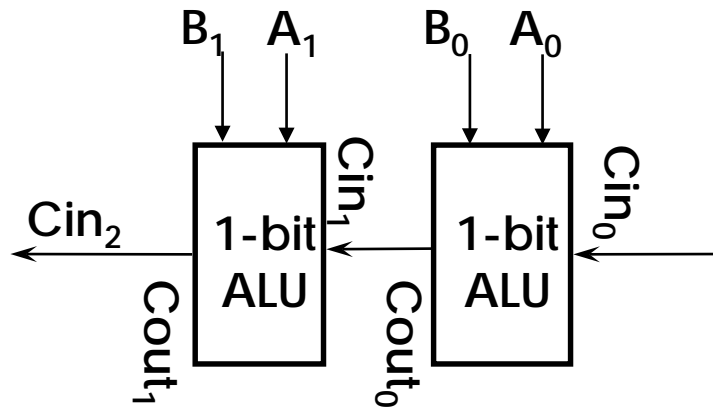 B₁ A₁ B₀ A₀
Cin₂
1-bit
ALU
Cin₁
1-bit
ALU
Cin₀
Cout₁
Cout₀